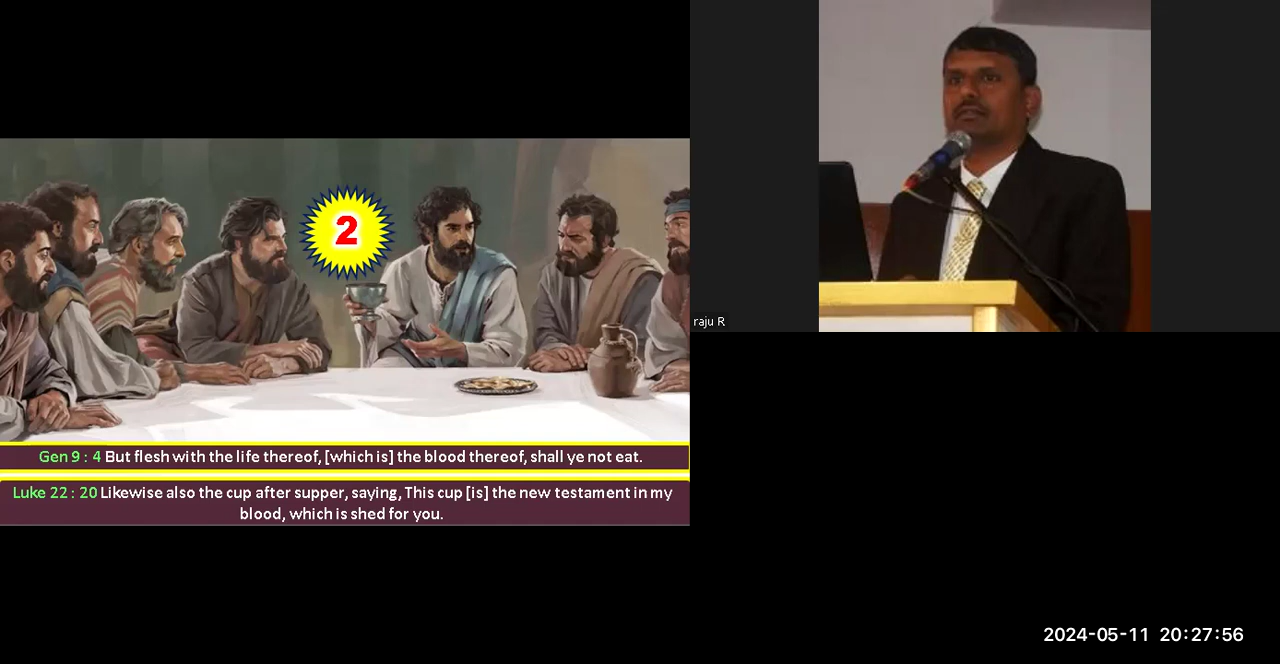 2
Gen 9 : 4 But flesh with the life thereof, [which is] the blood thereof, shall ye not eat.
Luke 22 : 20 Likewise also the cup after supper, saying, This cup [is] the new testament in my
blood, which is shed for you.
raju R
2024-05-11 20:27:56